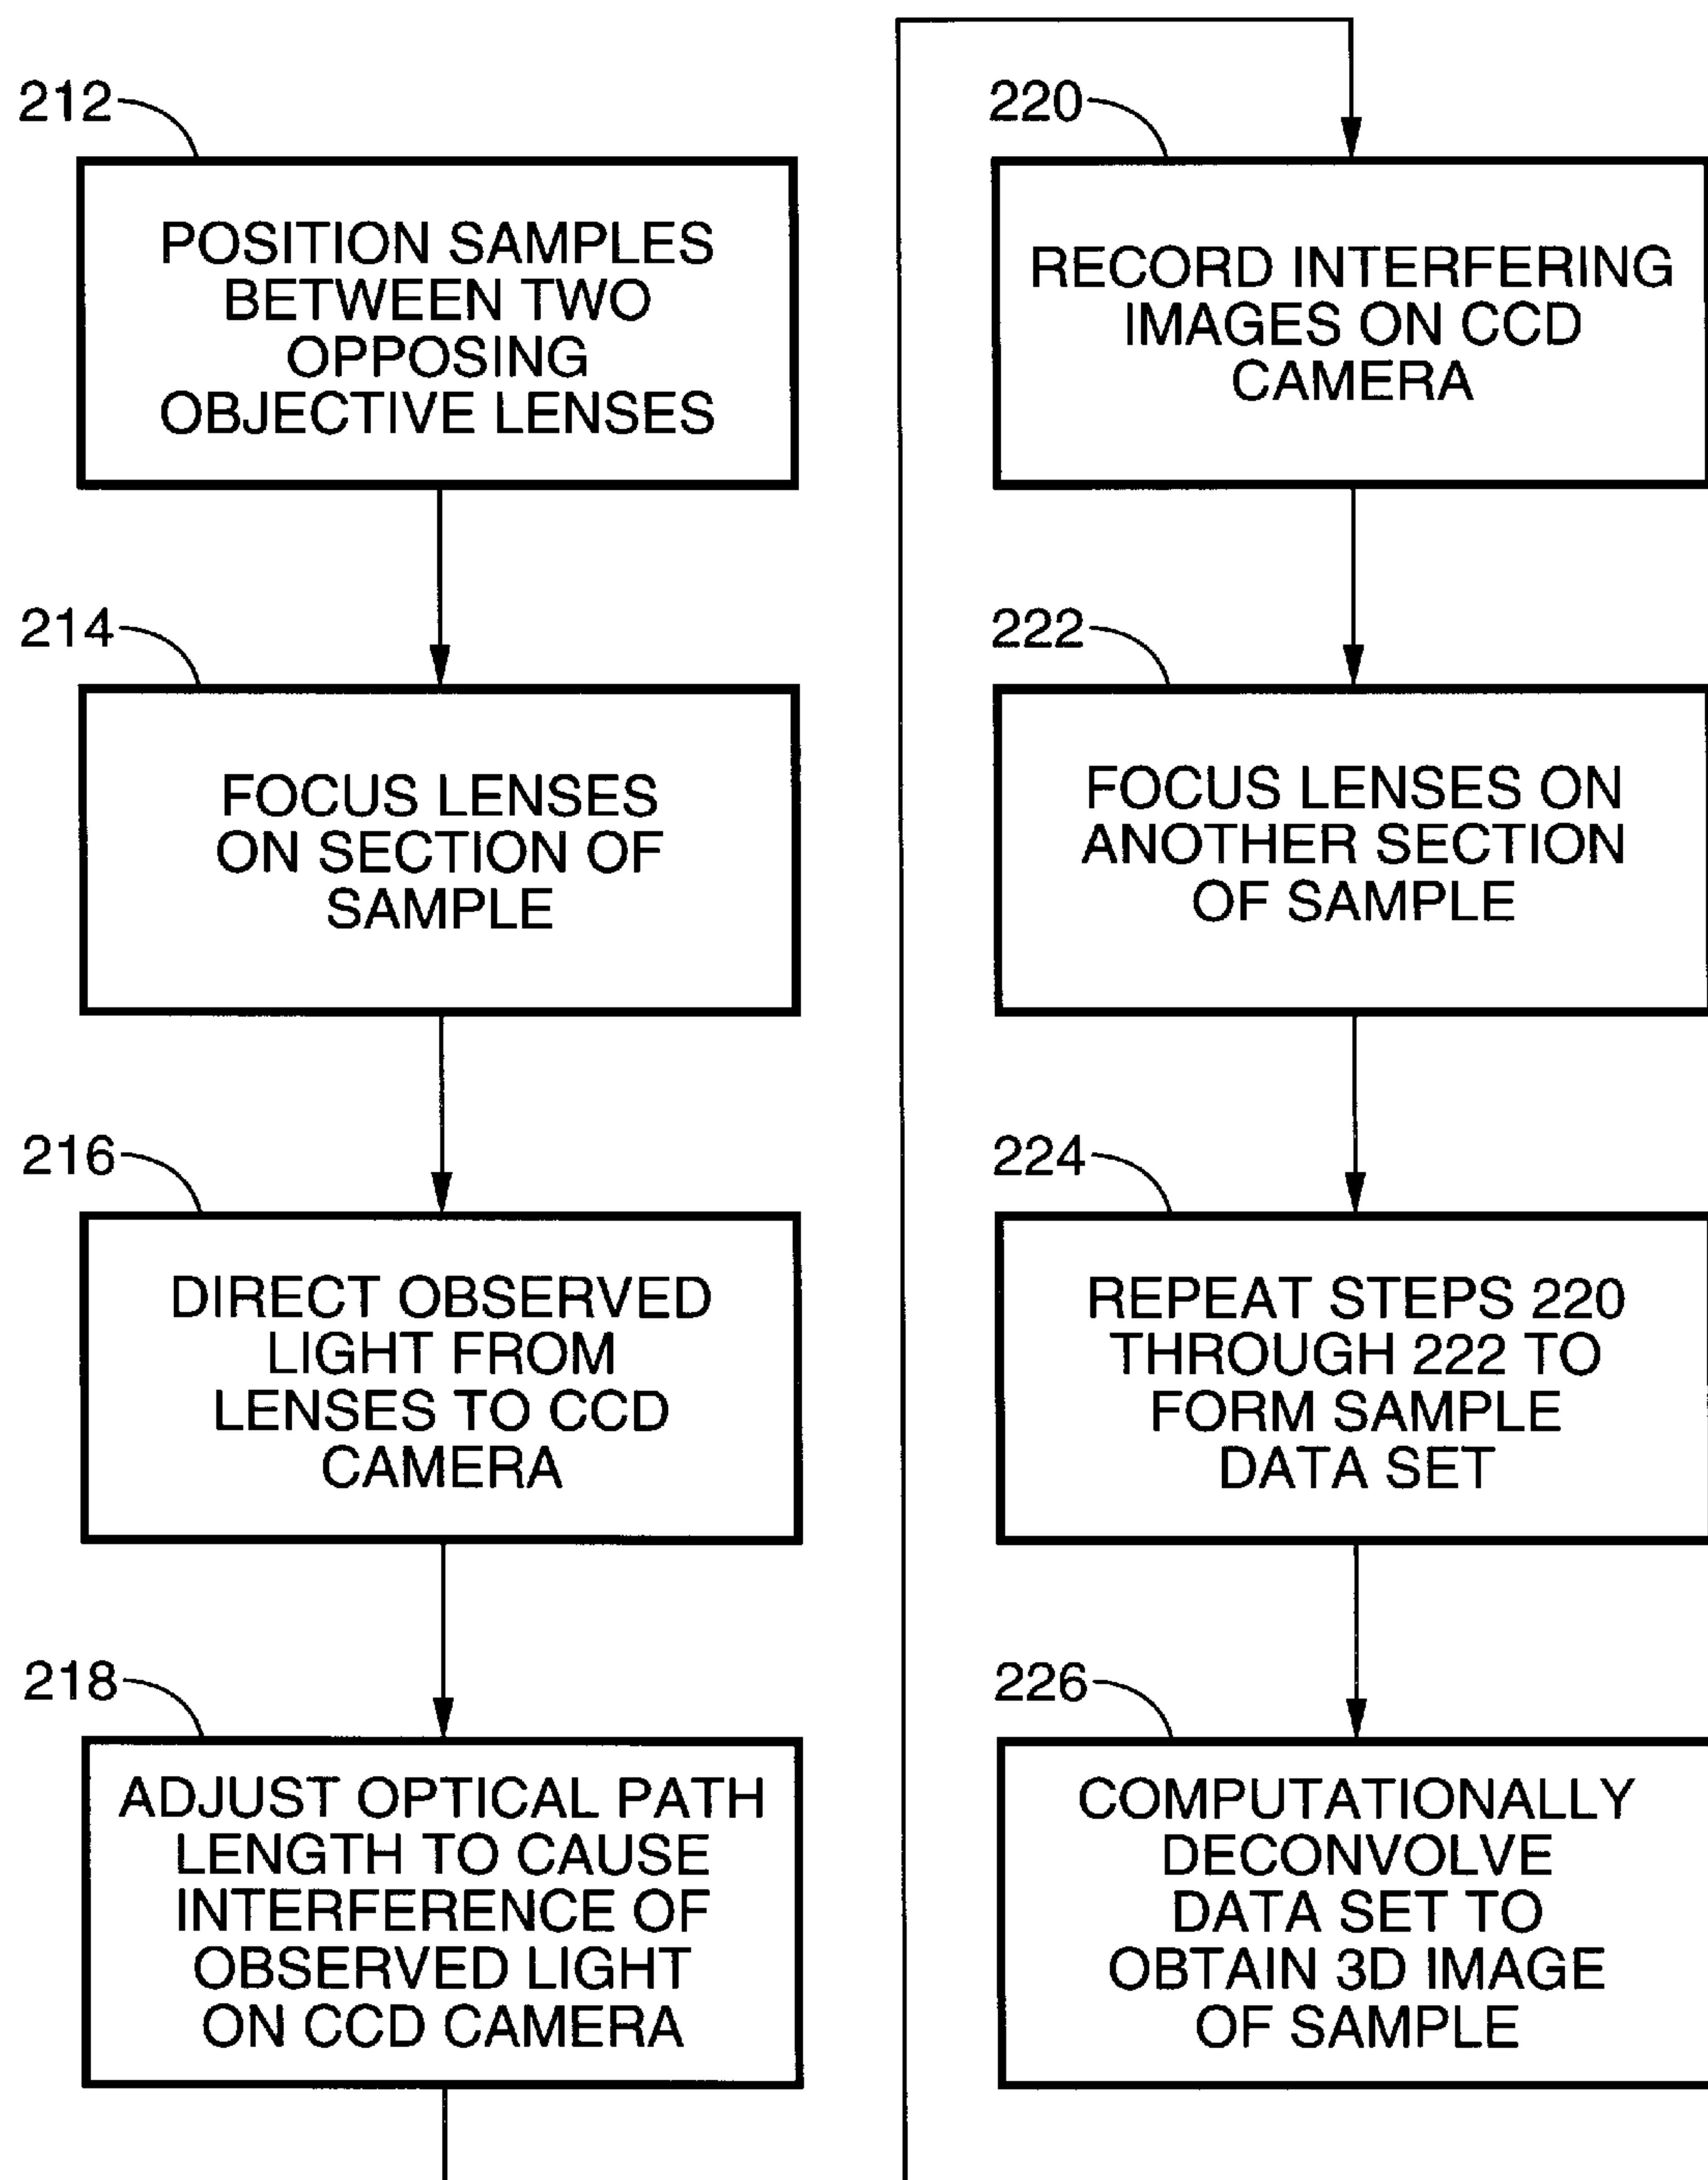 212
POSITION SAMPLES
BETWEEN TWO
OPPOSING
OBJECTIVE LENSES
214
FOCUS LENSES
ON SECTION OF
SAMPLE
216
DIRECT OBSERVED
LIGHT FROM
LENSES TO CCD
CAMERA
218
ADJUST OPTICAL PATH
LENGTH TO CAUSE
INTERFERENCE OF
OBSERVED LIGHT
ON CCD CAMERA
220
RECORD INTERFERING
IMAGES ON CCD
CAMERA
222
FOCUS LENSES ON
ANOTHER SECTION
OF SAMPLE
224
REPEAT STEPS 220
THROUGH 222 TO
FORM SAMPLE
DATA SET
226
COMPUTATIONALLY
DECONVOLVE
DATA SET TO
OBTAIN 3D IMAGE
OF SAMPLE